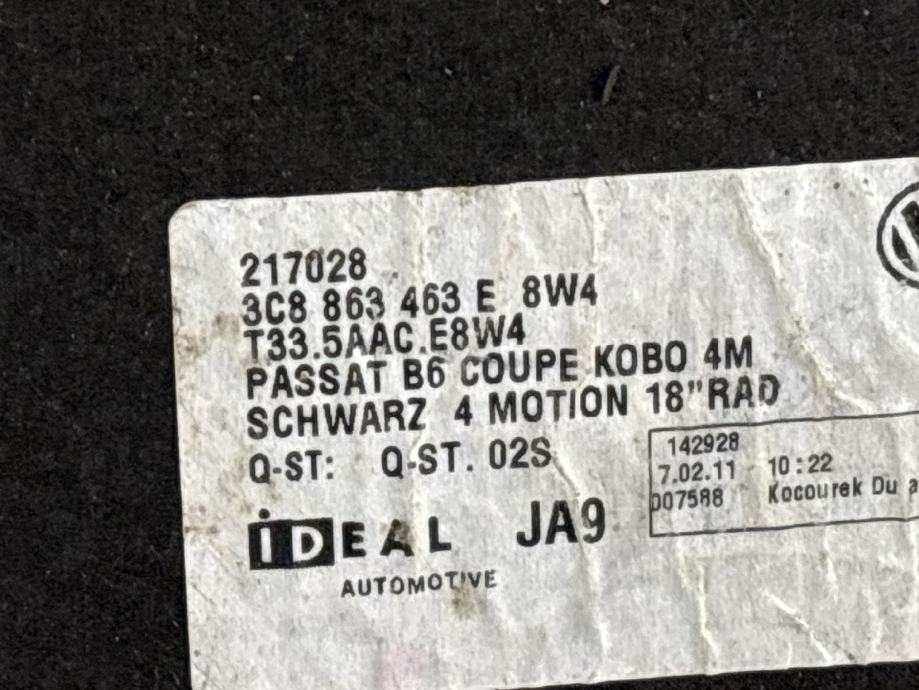 217028
3C8 863 463 E 8W4
T33.5AAC.E8W4
PASSAT B6 COUPE KOBO 4M
SCHWARZ 4 MOTION 18"RAD
Q-ST: Q-ST. 02S
142928
7.02.11 10:22
007588 Kocourek Du
iDEAL JA9
AUTOMOTIVE